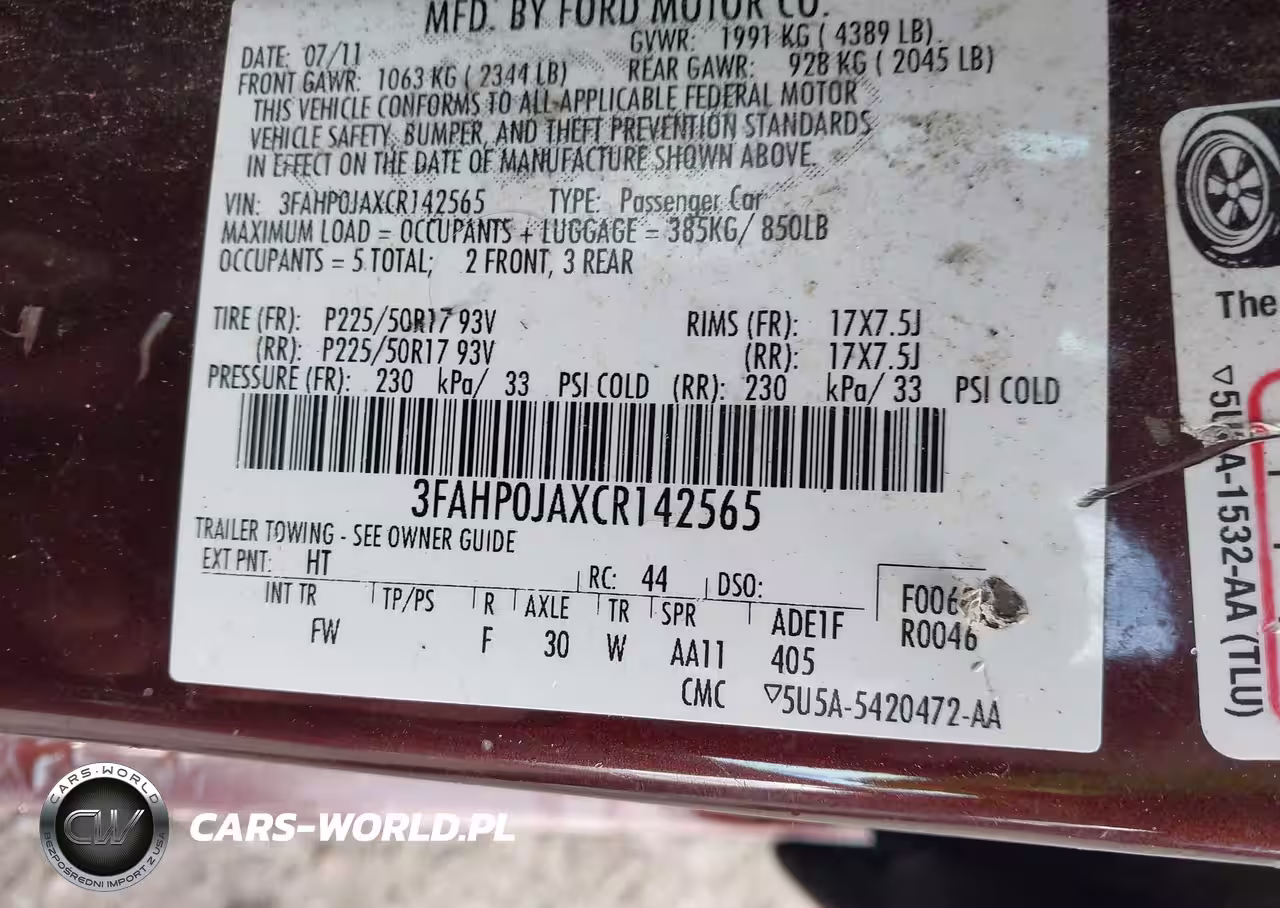 MFD. BY FORD MOTOR CO.
DATE: 07/11 GVWR: 1991 KG ( 4389 LB)
FRONT GAWR: 1063 KG ( 2344 LB) REAR GAWR: 928 KG ( 2045 LB)
THIS VEHICLE CONFORMS TO ALL APPLICABLE FEDERAL MOTOR
VEHICLE SAFETY, BUMPER, AND THEFT PREVENTION STANDARDS
IN EFFECT ON THE DATE OF MANUFACTURE SHOWN ABOVE.
VIN: 3FAHP0JAXCR142565 TYPE: Passenger Car
MAXIMUM LOAD = OCCUPANTS + LUGGAGE = 385KG/ 850LB
OCCUPANTS = 5 TOTAL; 2 FRONT, 3 REAR
TIRE (FR): P225/50R17 93V RIMS (FR): 17X7.5J
(RR): P225/50R17 93V (RR): 17X7.5J
PRESSURE (FR): 230 kPa/ 33 PSI COLD (RR): 230 kPa/ 33 PSI COLD
3FAHP0JAXCR142565
TRAILER TOWING - SEE OWNER GUIDE
EXT PNT: HT RC: 44 DSO:
INT TR TP/PS R AXLE TR SPR ADE1F
FW F 30 W AA11 405
R0046
CMC ▽5U5A-5420472-AA
The
A-1532-AA (TLU)
CARS-WORLD
CW
BEZPOŚREDNI IMPORT Z USA
CARS-WORLD.PL